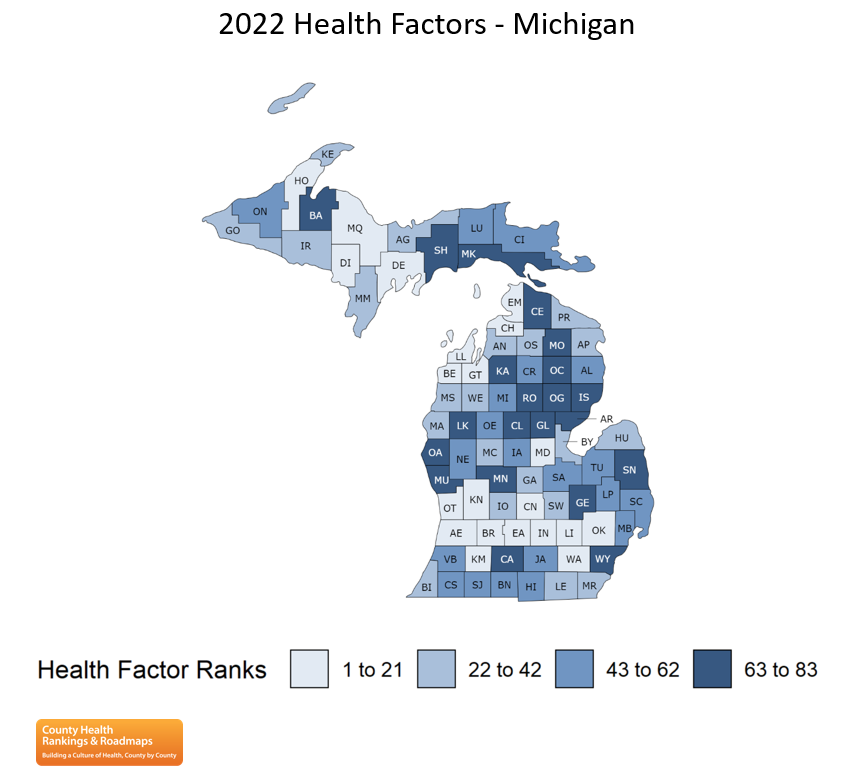 2022 Health Factors - Michigan
KE
HO
ON
BA
GO
MQ
LU
IR
AG
CI
SH
MK
DI
DE
MM
EM
CE
PR
CH
AN
OS
MO
AP
LL
BE
GT
KA
CR
OC
AL
MS
WE
MI
RO
OG
IS
MA
LK
OE
CL
GL
AR
HU
BY
OA
NE
MC
IA
MD
TU
SN
MU
MN
GA
SA
OT
KN
IO
CN
SW
GE
LP
SC
AE
BR
EA
IN
LI
OK
MB
VB
KM
CA
JA
WA
WY
BI
CS
SJ
BN
HI
LE
MR
Health Factor Ranks 1 to 21 22 to 42 43 to 62 63 to 83
County Health
Rankings & Roadmaps
Building a Culture of Health, County by County